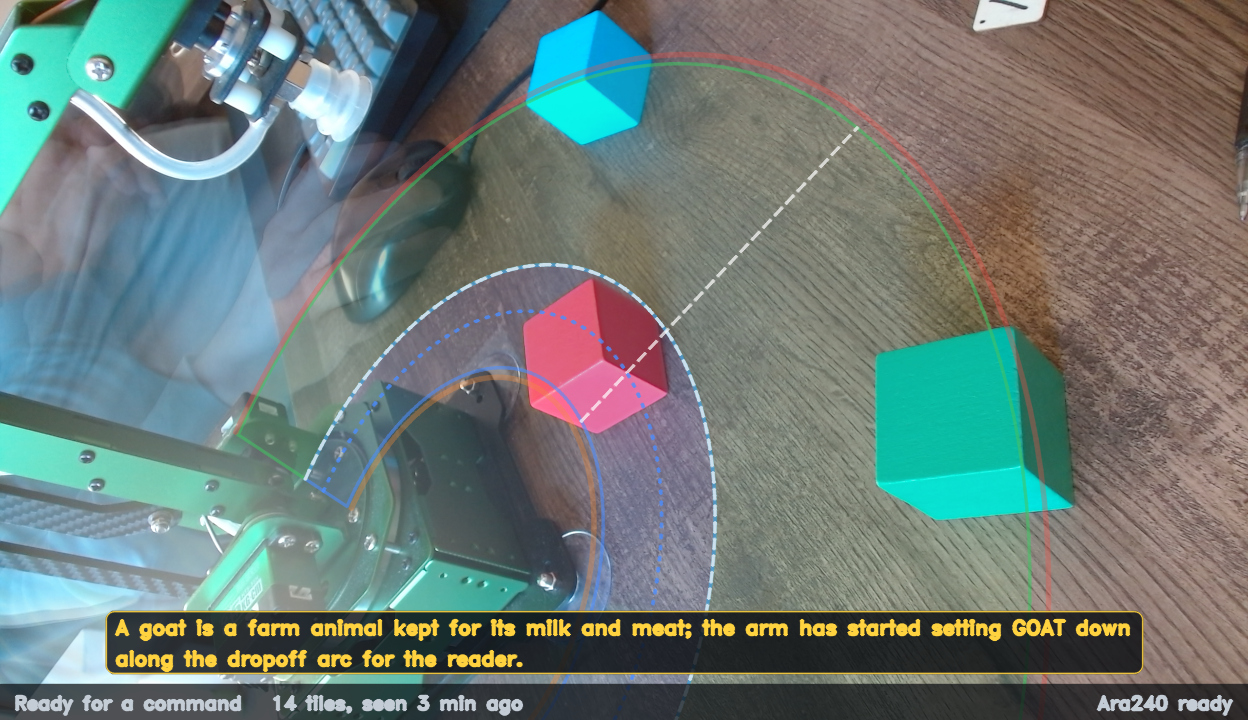 A goat is a farm animal kept for its milk and meat; the arm has started setting GOAT down
along the dropoff arc for the reader.
Ready for a command 14 tiles, seen 3 min ago Ara240 ready